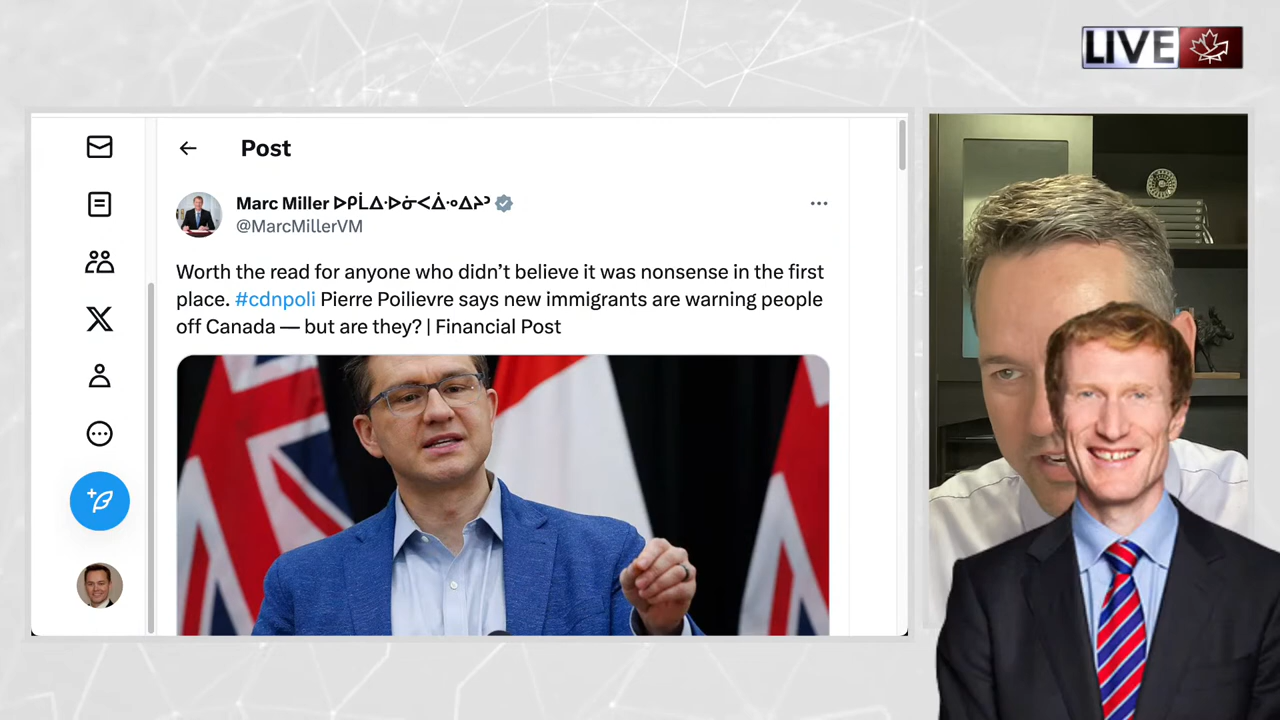 LIVE
Post
Marc Miller ᐅᑭᒫᐃᐧᐅᓃᐸᐄᐧᐤᐃᔨᐣ
@MarcMillerVM
Worth the read for anyone who didn’t believe it was nonsense in the first
place. #cdnpoli Pierre Poilievre says new immigrants are warning people
off Canada — but are they? | Financial Post